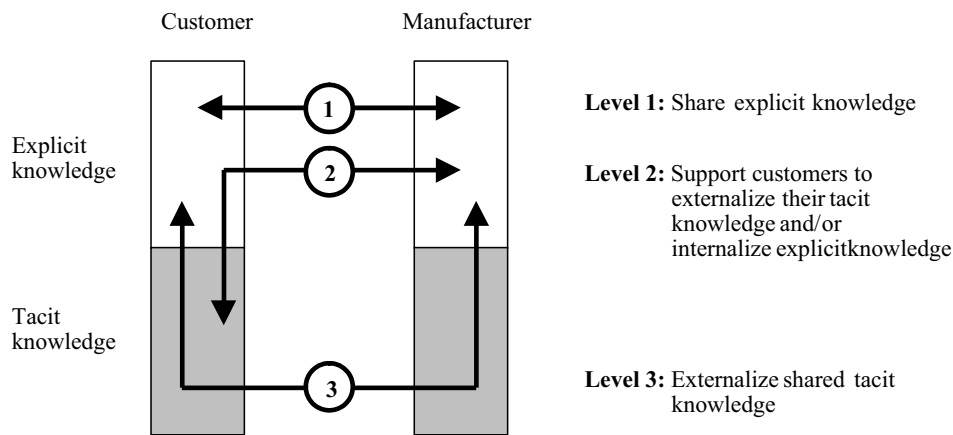 Customer
Manufacturer
1
Level 1: Share explicit knowledge
Explicit
knowledge
2
Level 2: Support customers to
externalize their tacit
knowledge and/or
internalize explicitknowledge
Tacit
knowledge
3
Level 3: Externalize shared tacit
knowledge